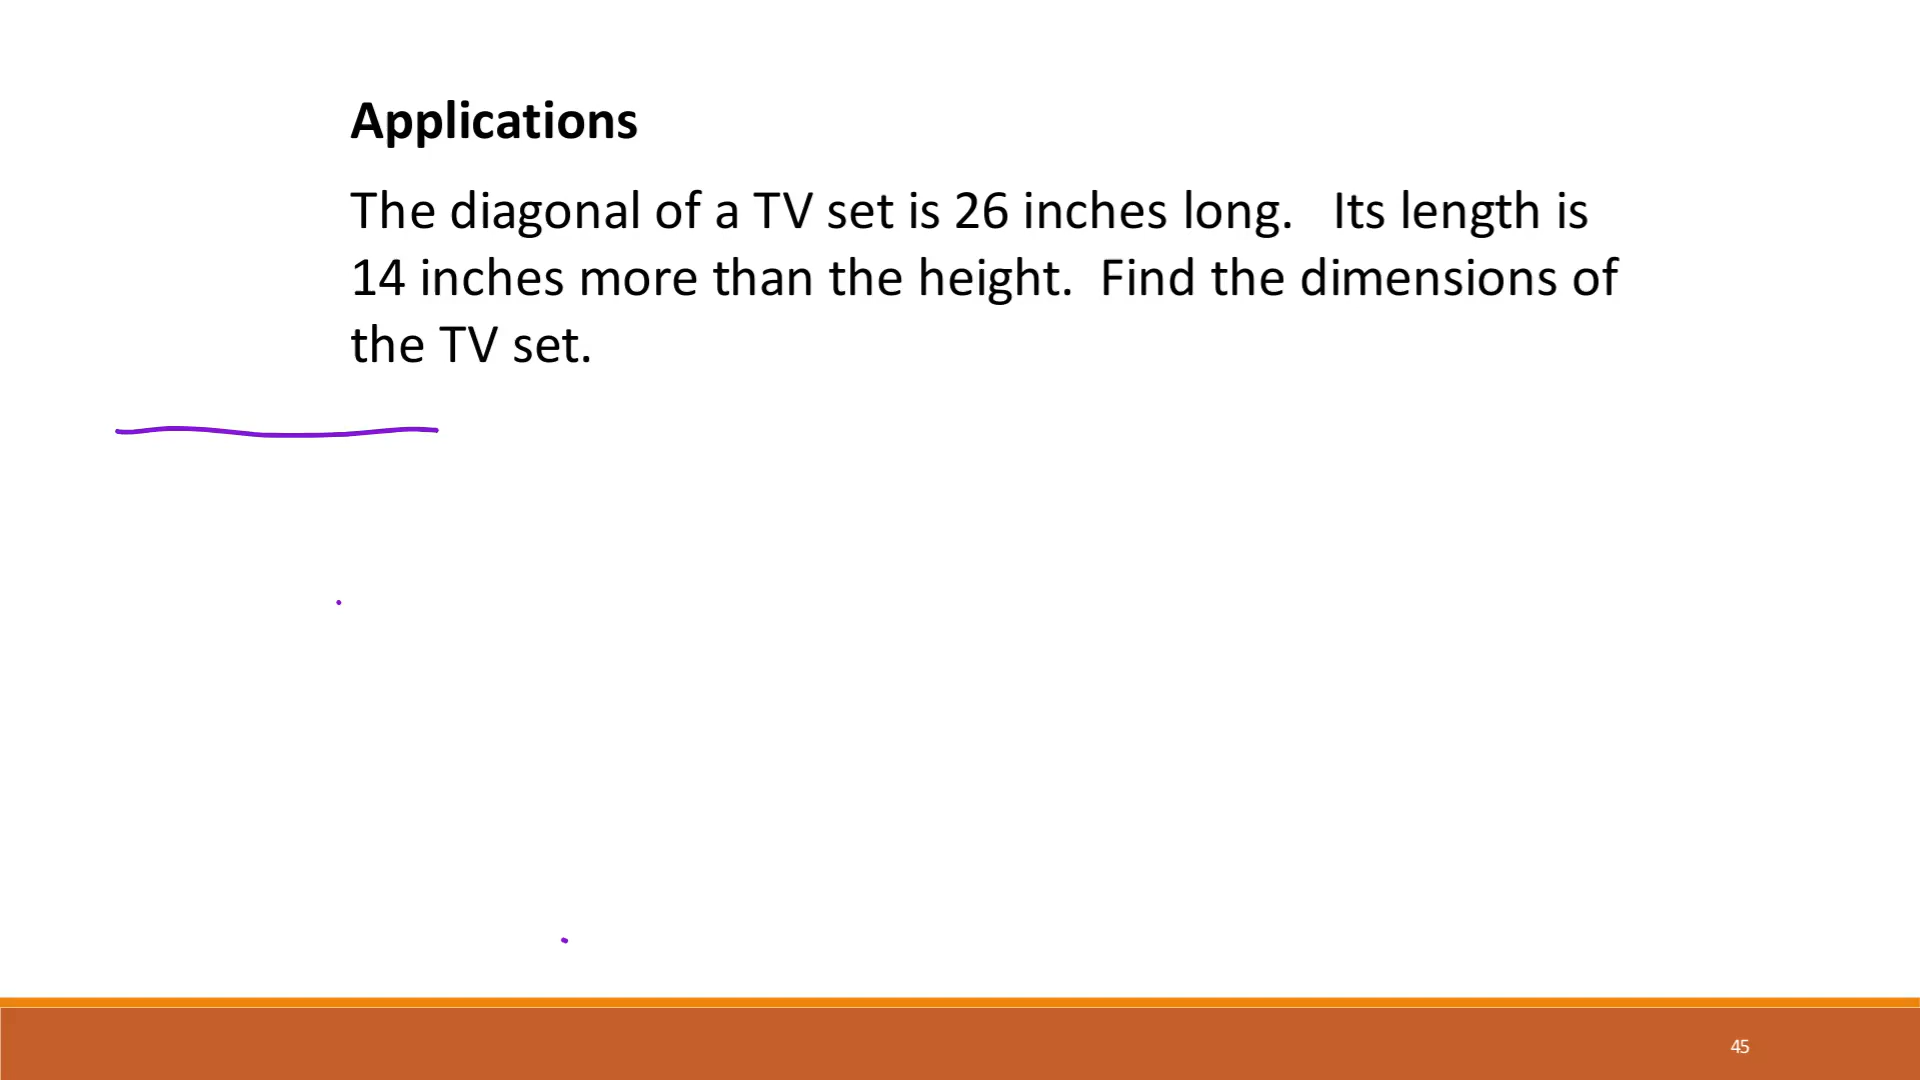 Applications
The diagonal of a TV set is 26 inches long. Its length is
14 inches more than the height. Find the dimensions of
the TV set.
45